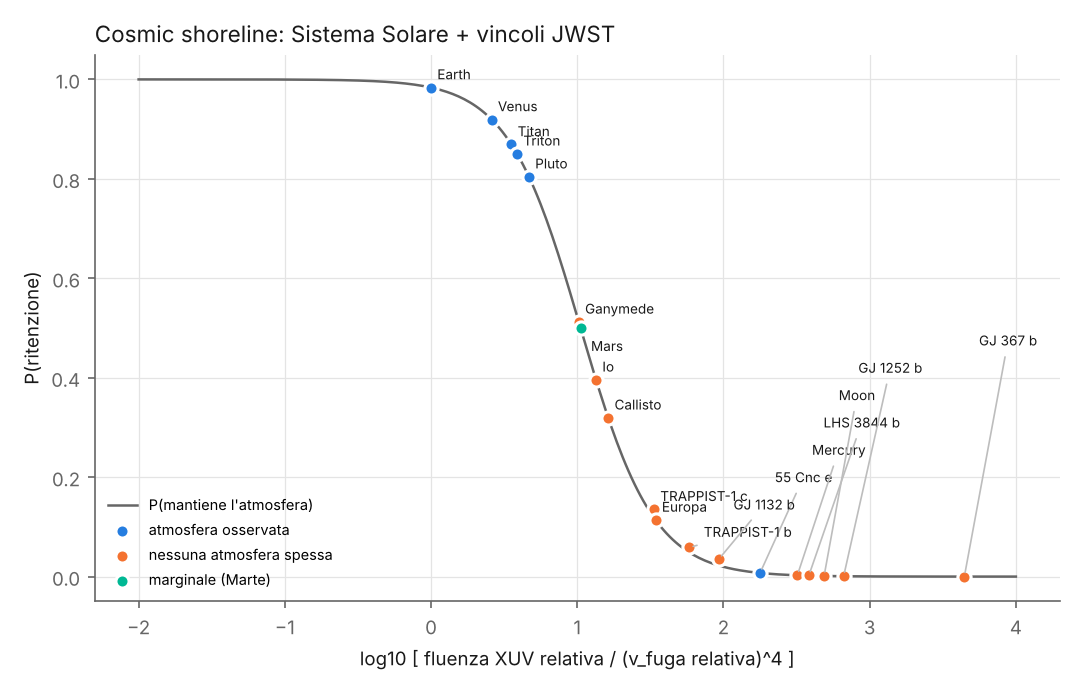 Cosmic shoreline: Sistema Solare + vincoli JWST
P(ritenzione)
1.0
0.8
0.6
0.4
0.2
0.0
Earth
Venus
Titan
Triton
Pluto
Ganymede
Mars
Io
Callisto
GJ 367 b
GJ 1252 b
Moon
LHS 3844 b
Mercury
55 Cnc e
TRAPPIST-1 c
GJ 1132 b
Europa
TRAPPIST-1 b
P(mantiene l'atmosfera)
atmosfera osservata
nessuna atmosfera spessa
marginale (Marte)
−2
−1
0
1
2
3
4
log10 [ fluenza XUV relativa / (v_fuga relativa)^4 ]